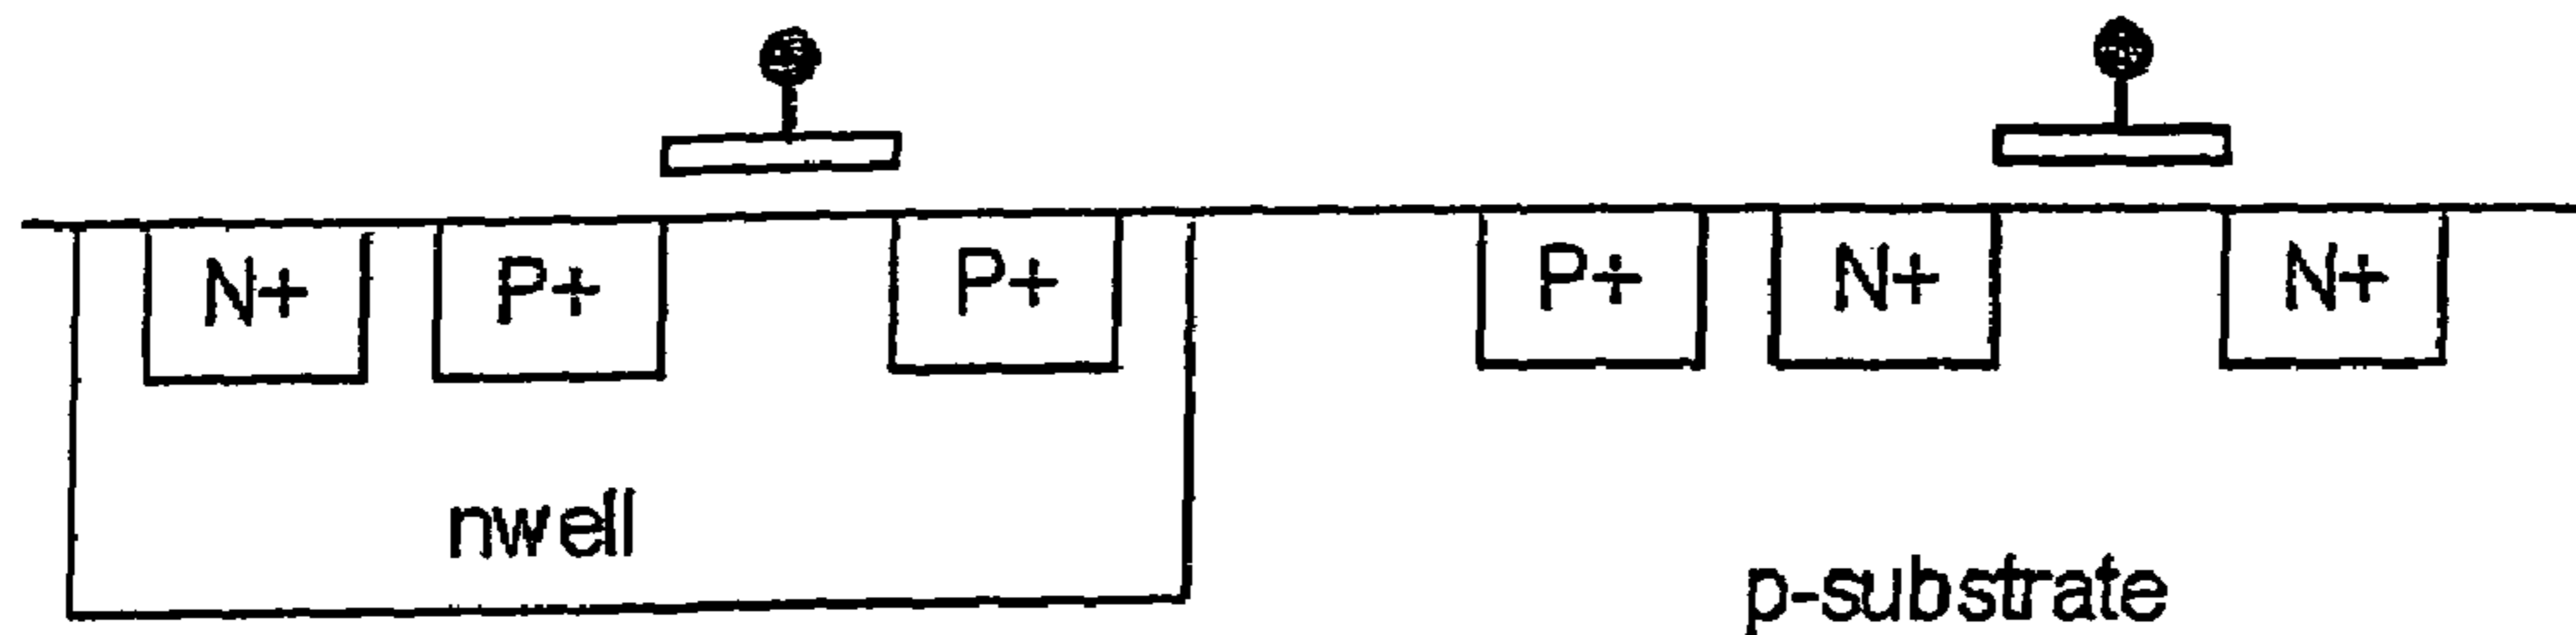 N+ P+ P+ P+ N+ N+
nwell
p-substrate